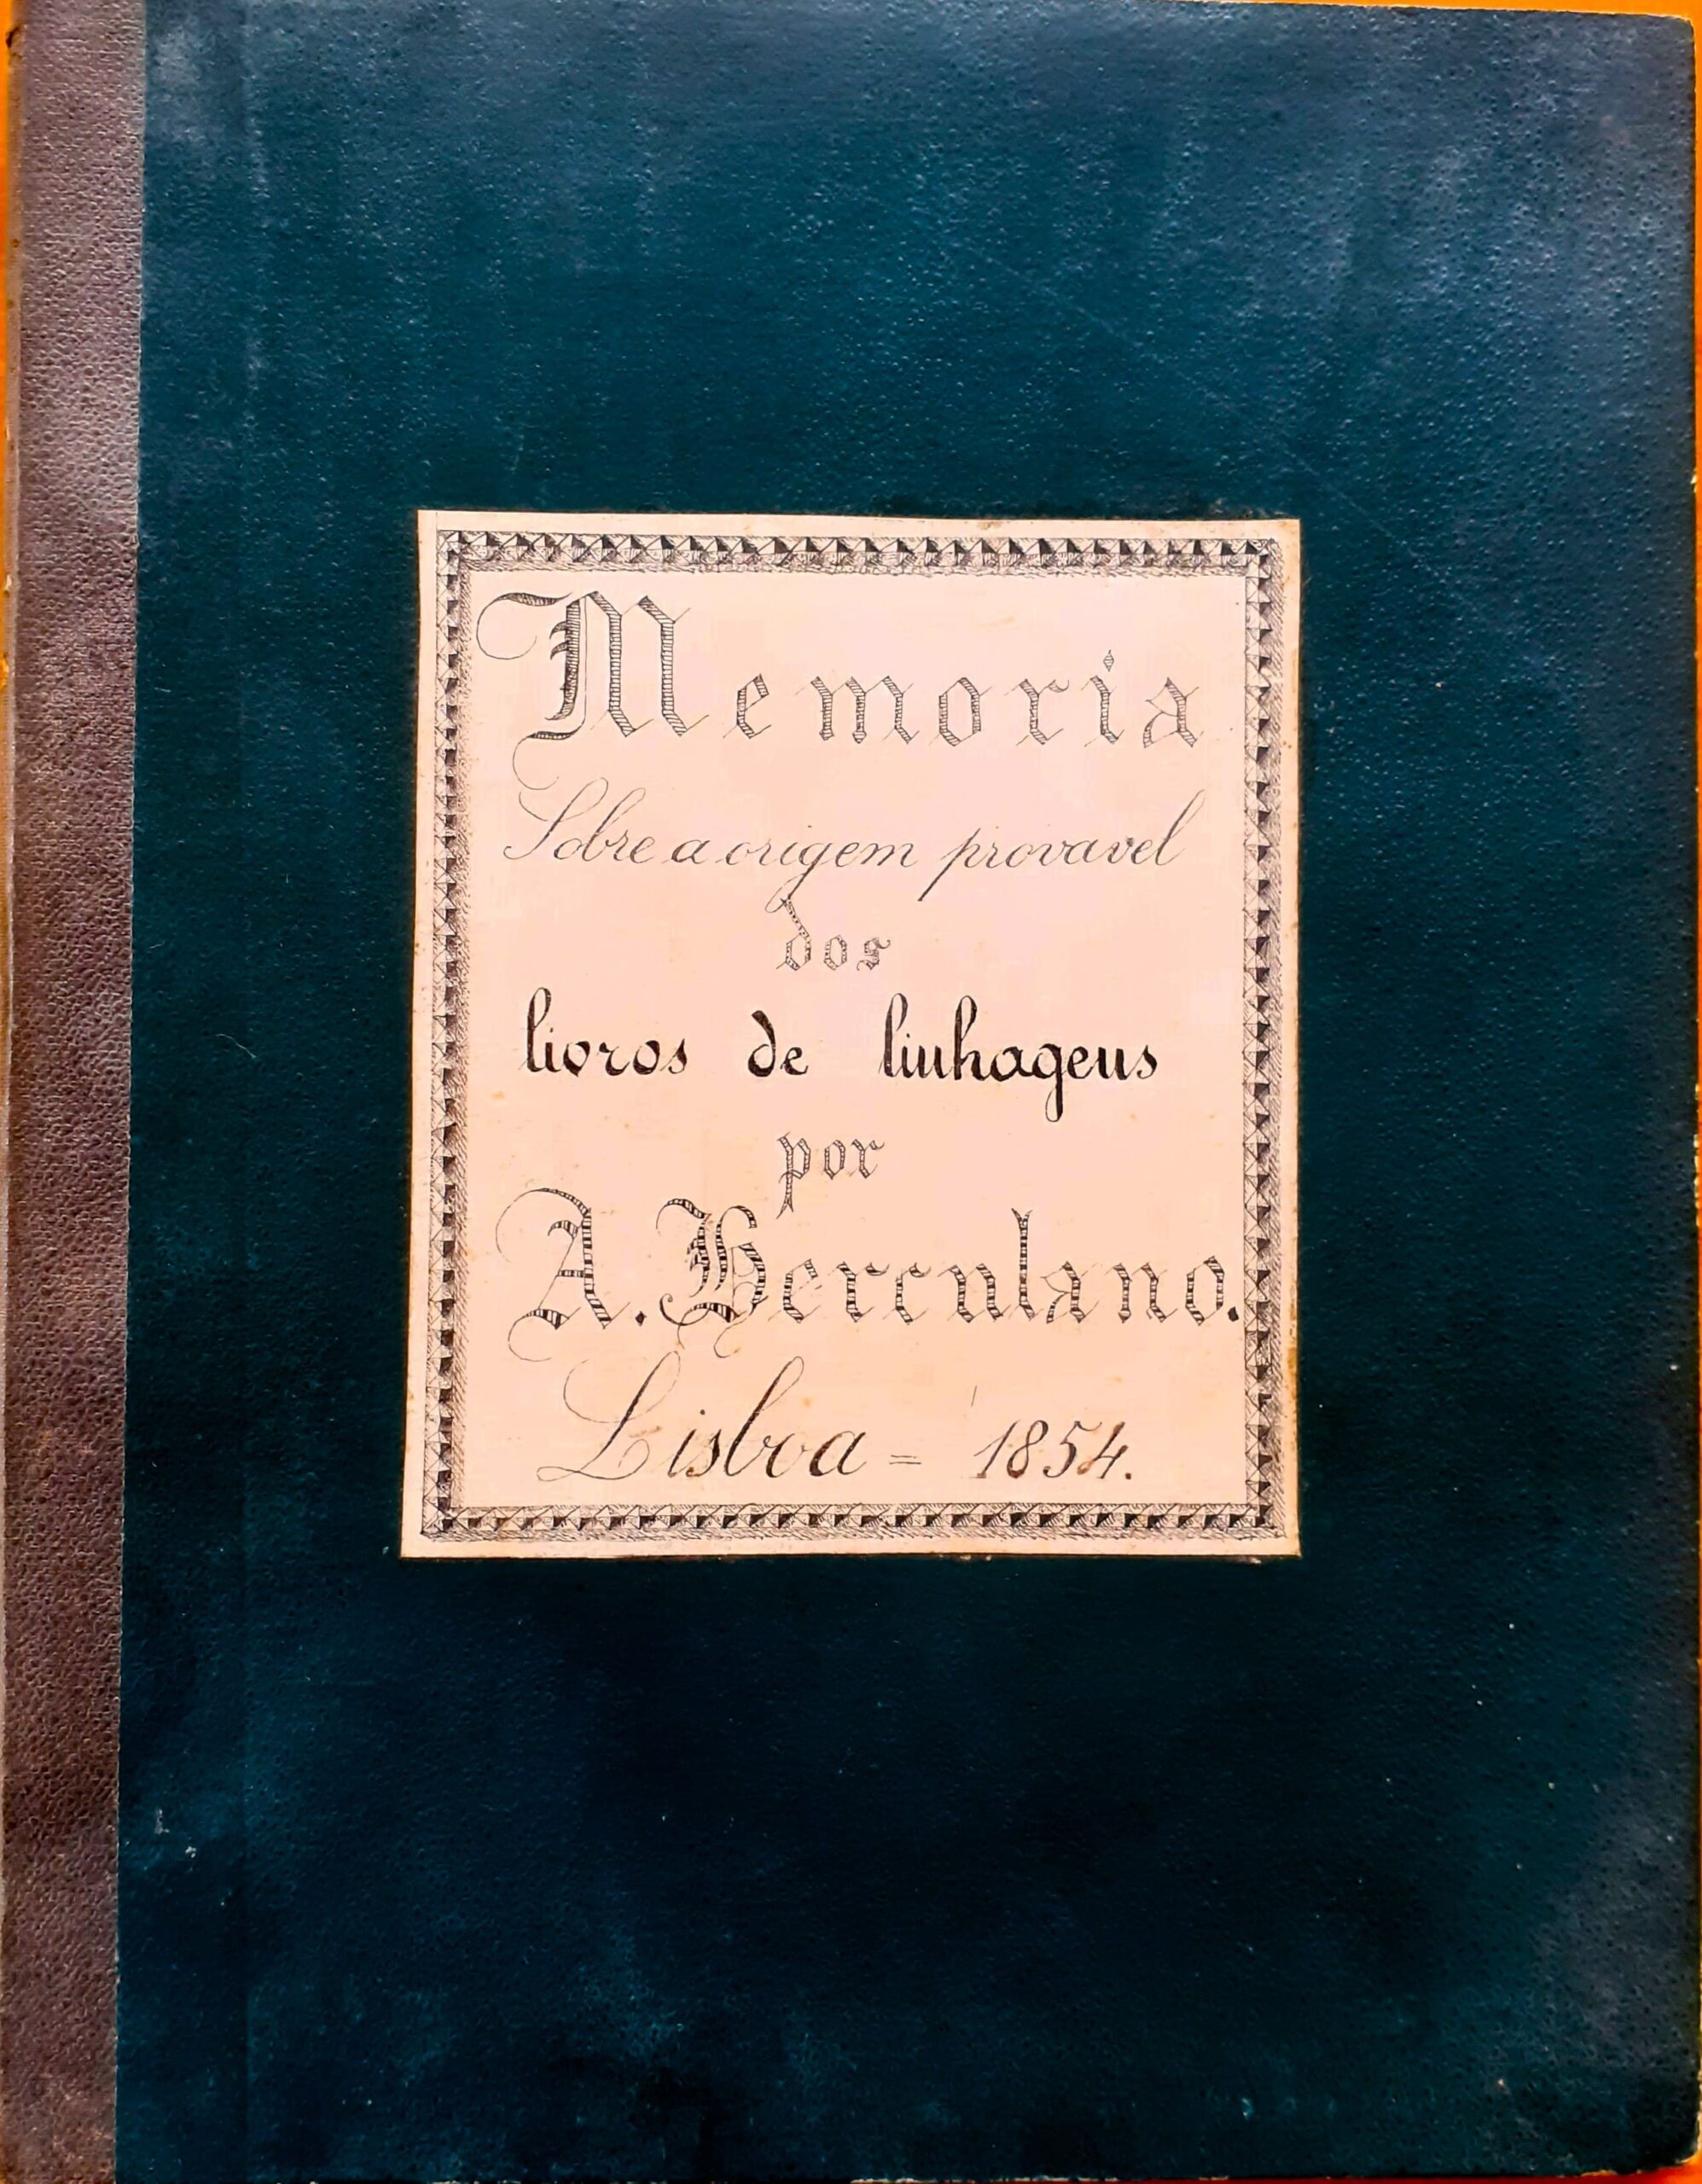 Memoria
Sobre a origem provavel
dos
livros de linhagens
por
A. Herculano.
Lisboa = 1854.